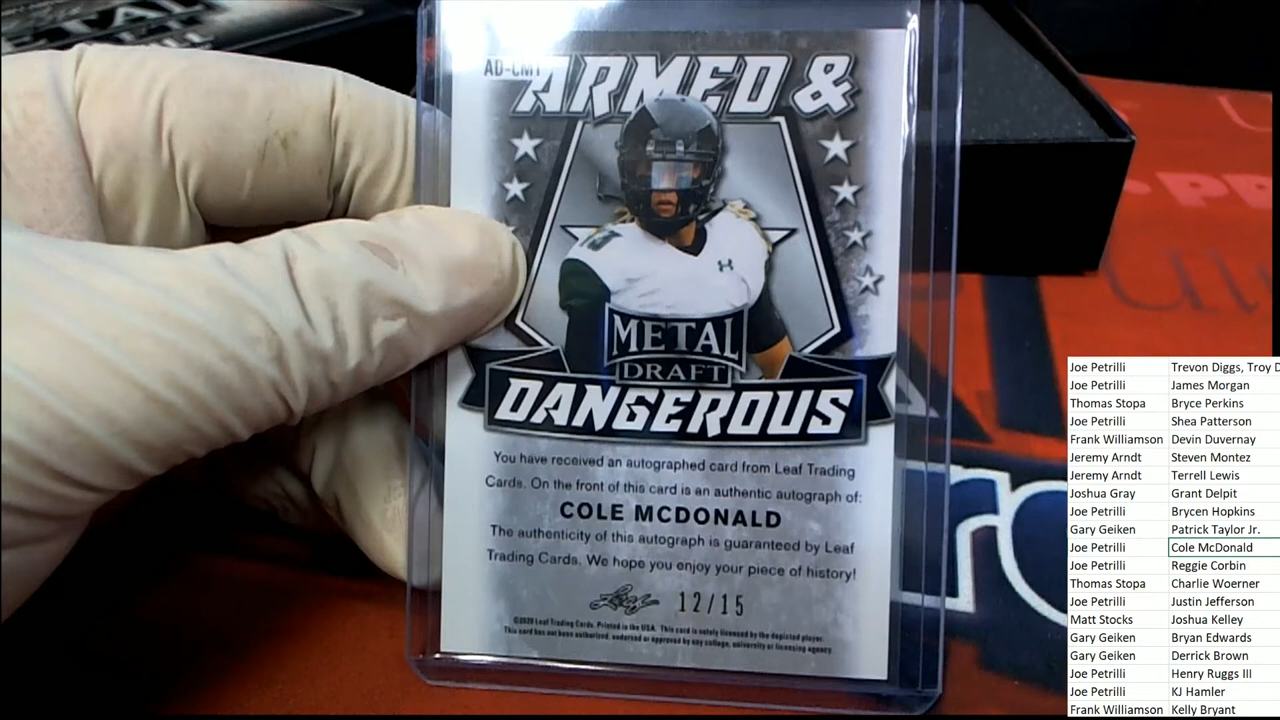 AD-CM1
ARMED &
METAL
DRAFT
DANGEROUS
You have received an autographed card from Leaf Trading
Cards. On the front of this card is an authentic autograph of:
COLE MCDONALD
The authenticity of this autograph is guaranteed by Leaf
Trading Cards. We hope you enjoy your piece of history!
Leaf 12/15
©2020 Leaf Trading Cards. Printed in the USA. This card is solely licensed by the depicted player.
This card has not been authorized, endorsed or approved by any college, university or licensing agency.
Joe Petrilli Trevon Diggs, Troy D
Joe Petrilli James Morgan
Thomas Stopa Bryce Perkins
Joe Petrilli Shea Patterson
Frank Williamson Devin Duvernay
Jeremy Arndt Steven Montez
Jeremy Arndt Terrell Lewis
Joshua Gray Grant Delpit
Joe Petrilli Brycen Hopkins
Gary Geiken Patrick Taylor Jr.
Joe Petrilli Cole McDonald
Joe Petrilli Reggie Corbin
Thomas Stopa Charlie Woerner
Joe Petrilli Justin Jefferson
Matt Stocks Joshua Kelley
Gary Geiken Bryan Edwards
Gary Geiken Derrick Brown
Joe Petrilli Henry Ruggs III
Joe Petrilli KJ Hamler
Frank Williamson Kelly Bryant